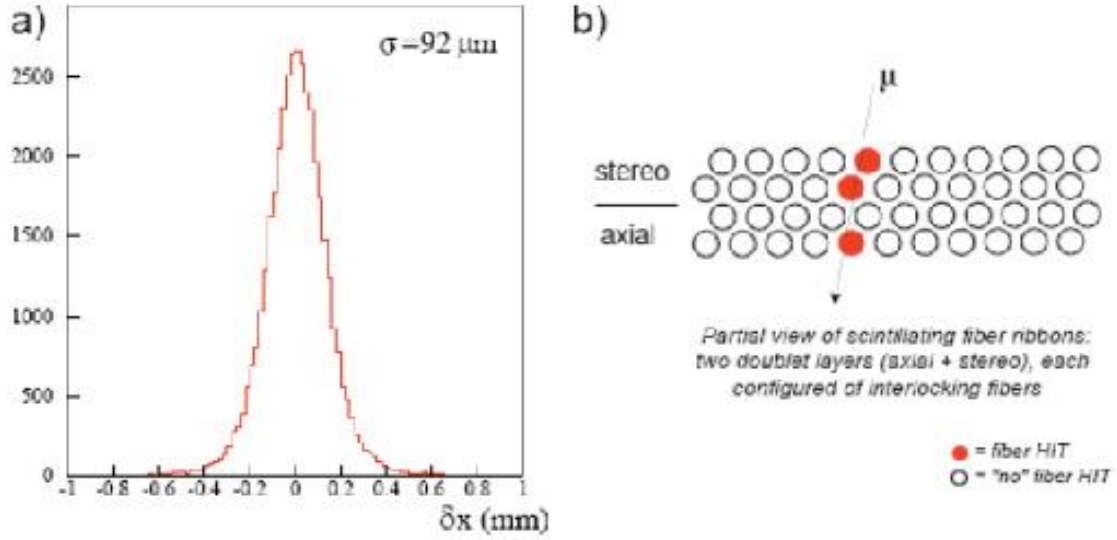 a)
σ=92 μm
2500
2000
1500
1000
500
0
-1 -0.8 -0.6 -0.4 -0.2 0 0.2 0.4 0.6 0.8 1
δx (mm)
b)
μ
stereo
axial
Partial view of scintillating fiber ribbons:
two doublet layers (axial + stereo), each
configured of interlocking fibers
= fiber HIT
= "no" fiber HIT